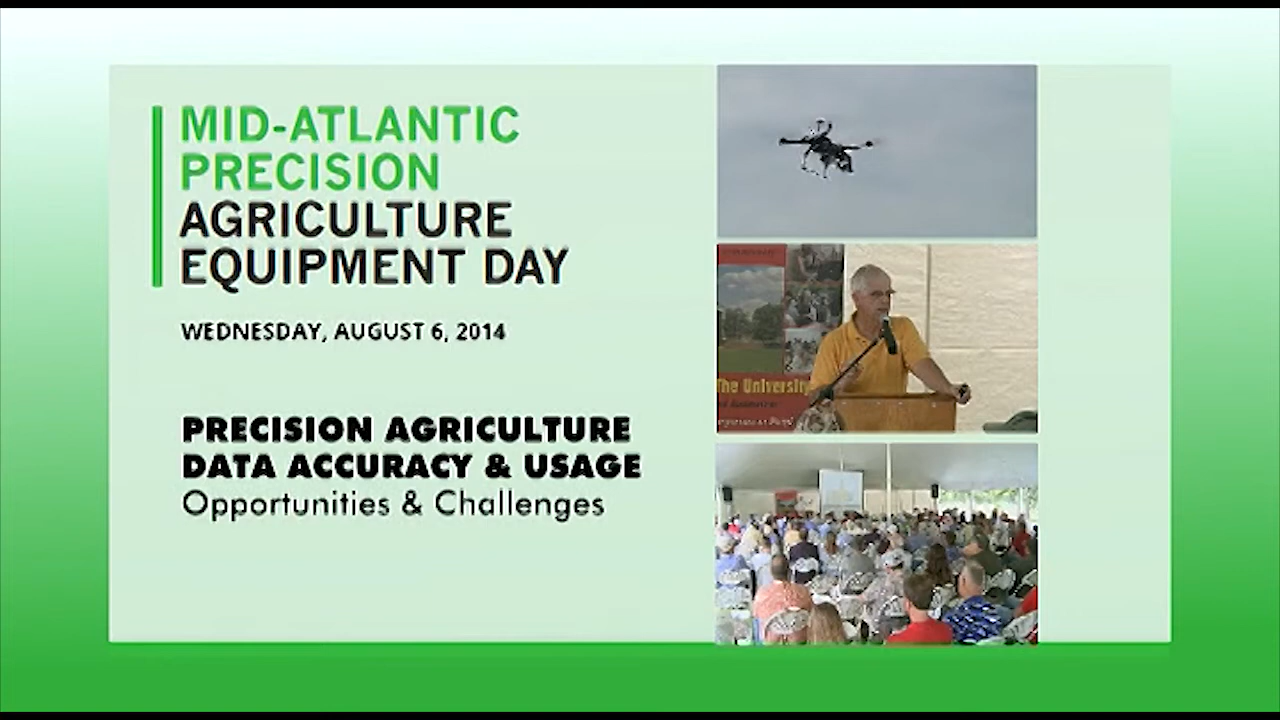 MID-ATLANTIC
PRECISION
AGRICULTURE
EQUIPMENT DAY
WEDNESDAY, AUGUST 6, 2014
PRECISION AGRICULTURE
DATA ACCURACY & USAGE
Opportunities & Challenges
The University